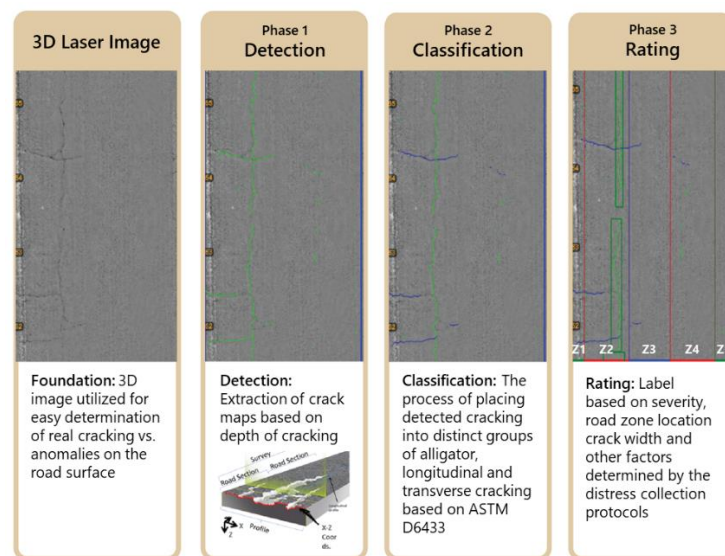 3D Laser Image
Foundation: 3D
image utilized for
easy determination
of real cracking vs.
anomalies on the
road surface
Phase 1
Detection
Detection:
Extraction of crack
maps based on
depth of cracking
Survey
Road Section
Road Section
X
Z
Profile
X-Z
Coor
ds.
Phase 2
Classification
Classification: The
process of placing
detected cracking
into distinct groups
of alligator,
longitudinal and
transverse cracking
based on ASTM
D6433
Phase 3
Rating
Z1
Z2
Z3
Z4
Rating: Label
based on severity,
road zone location
crack width and
other factors
determined by the
distress collection
protocols